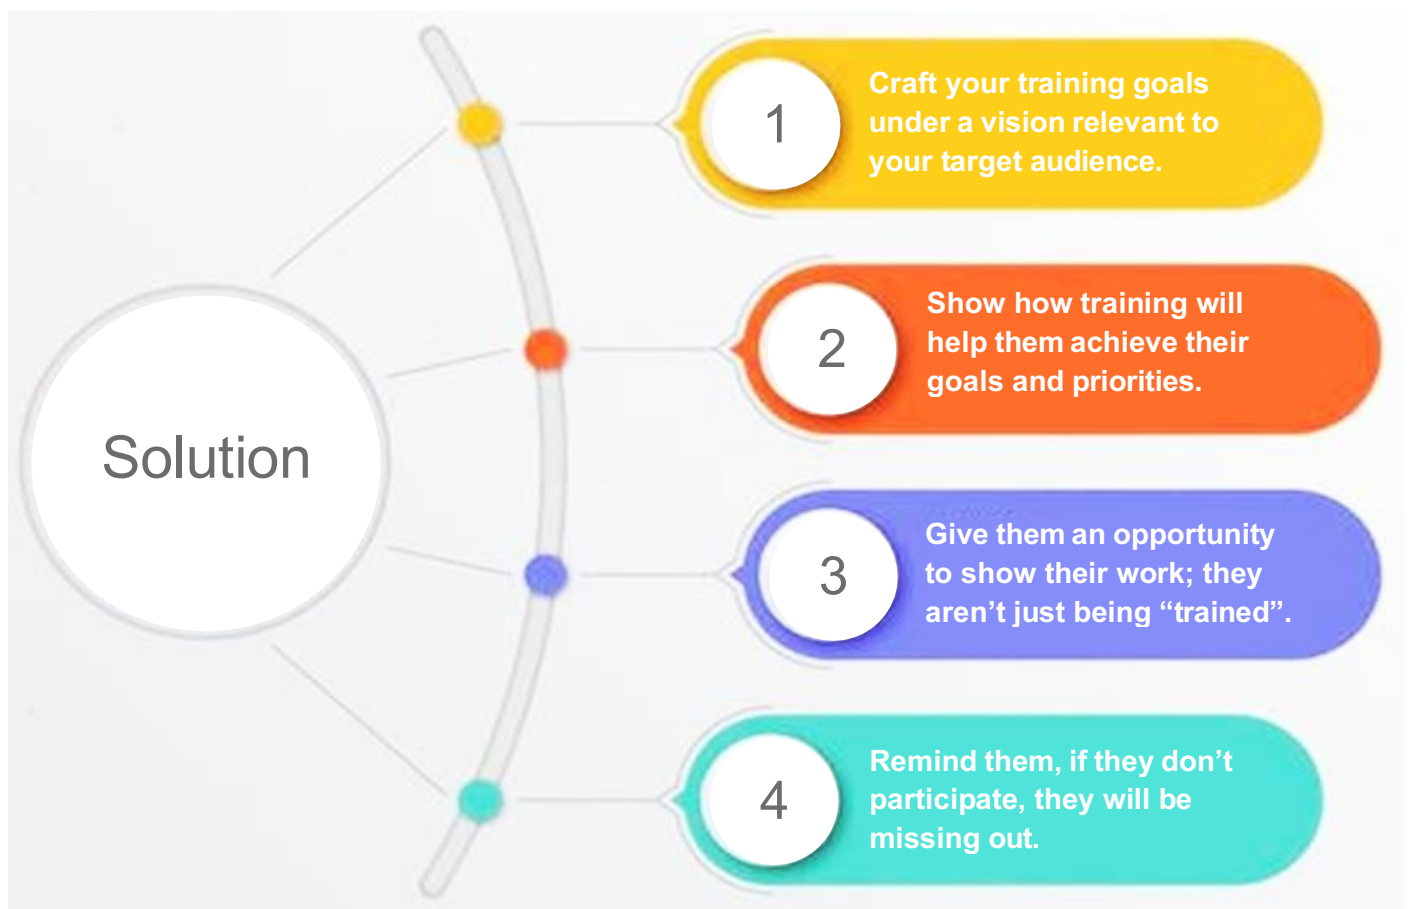 Solution
1
Craft your training goals
under a vision relevant to
your target audience.
2
Show how training will
help them achieve their
goals and priorities.
3
Give them an opportunity
to show their work; they
aren’t just being “trained”.
4
Remind them, if they don’t
participate, they will be
missing out.